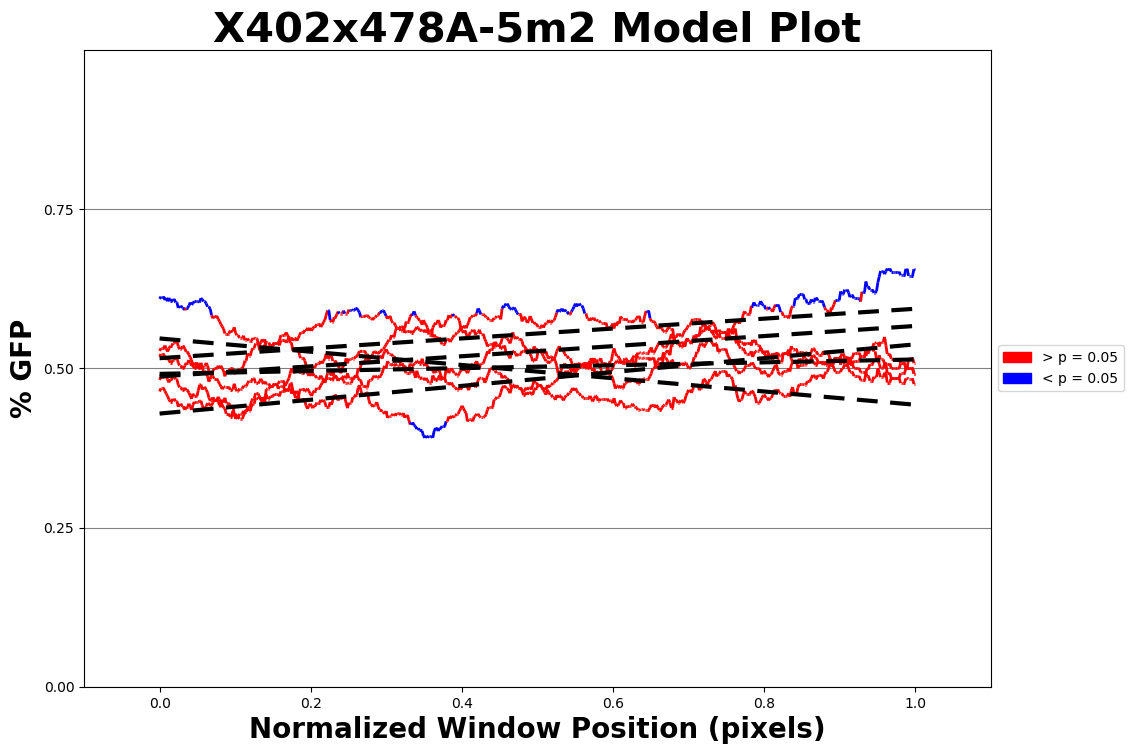 X402x478A-5m2 Model Plot
% GFP
0.75
0.50
0.25
0.00
0.0 0.2 0.4 0.6 0.8 1.0
Normalized Window Position (pixels)
> p = 0.05
< p = 0.05